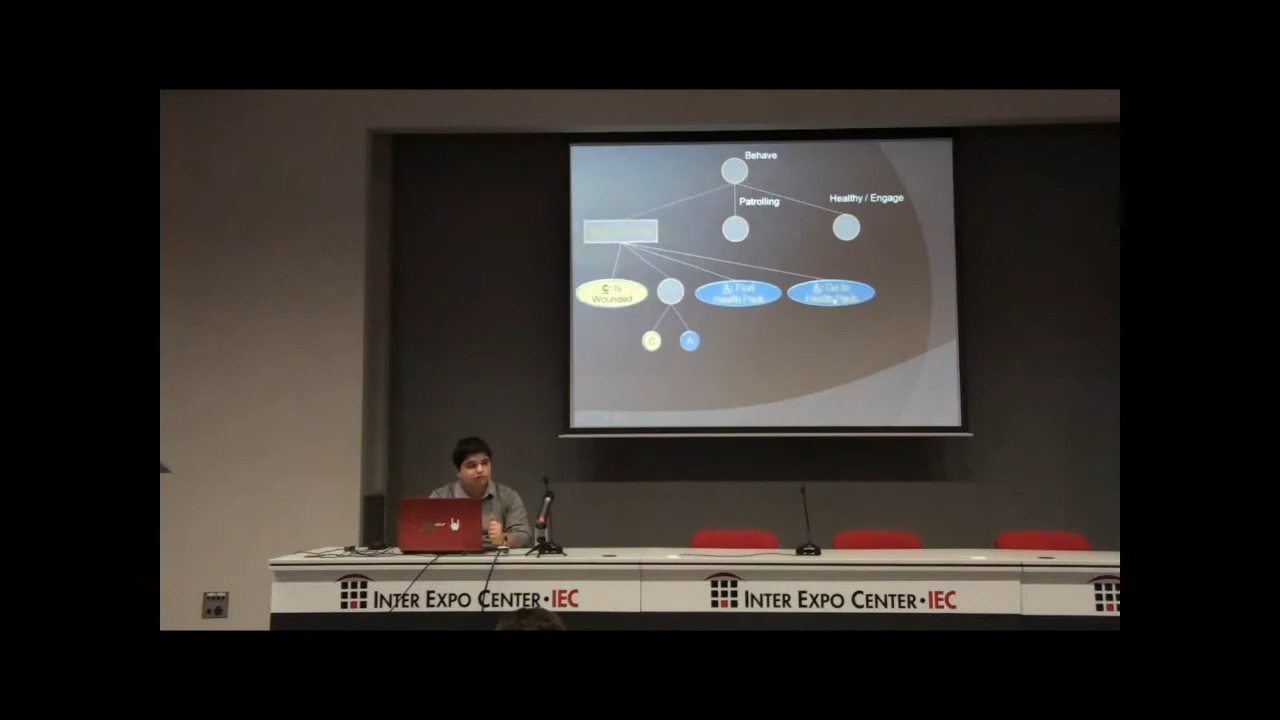 Behave
Patrolling
Healthy / Engage
C: Is
Wounded
A: Find
Health Pack
A: Go to
Health Pack
C
A
INTER EXPO CENTER·IEC
INTER EXPO CENTER·IEC